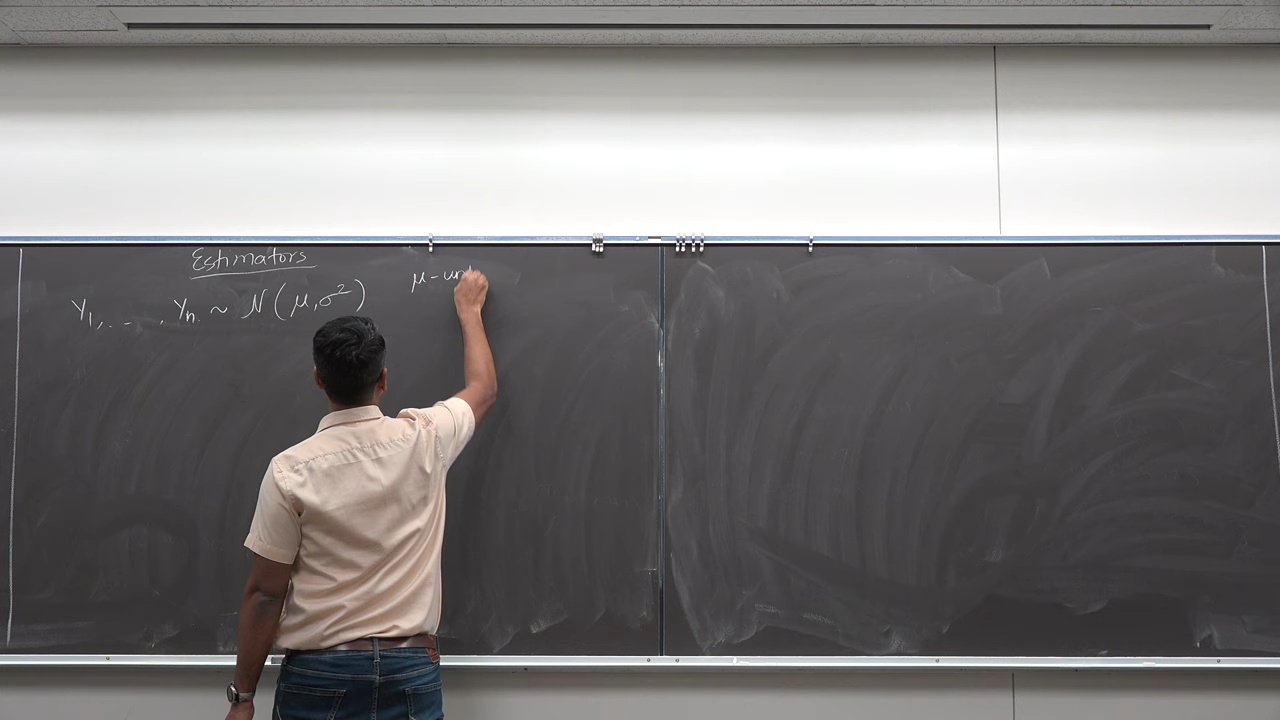 Estimators
Y₁, . . . , Yₙ. ~ N(μ, σ²)
μ - un